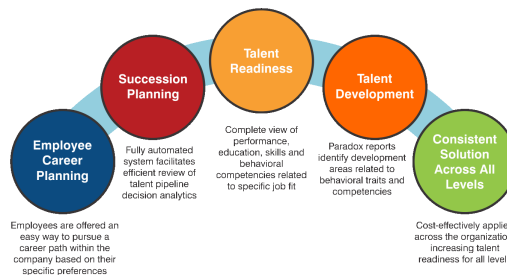 Employee
Career
Planning
Employees are offered an
easy way to pursue a
career path within the
company based on their
specific preferences
Succession
Planning
Fully automated
system facilitates
efficient review of
talent pipeline
decision analytics
Talent
Readiness
Complete view of
performance,
education, skills and
behavioral
competencies related
to specific job fit
Talent
Development
Paradox reports
identify development
areas related to
behavioral traits and
competencies
Consistent
Solution
Across All
Levels
Cost-effectively applie
across the organization
increasing talent
readiness for all level